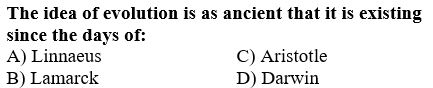 The idea of evolution is as ancient that it is existing
since the days of:
A) Linnaeus C) Aristotle
B) Lamarck D) Darwin